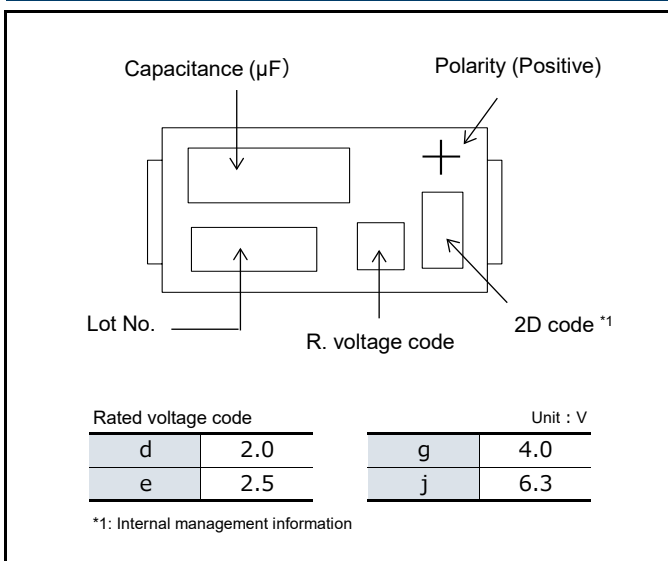 Capacitance (μF)
Polarity (Positive)
Lot No.
R. voltage code
2D code *1
Rated voltage code
Unit : V
d 2.0 g 4.0
e 2.5 j 6.3
*1: Internal management information